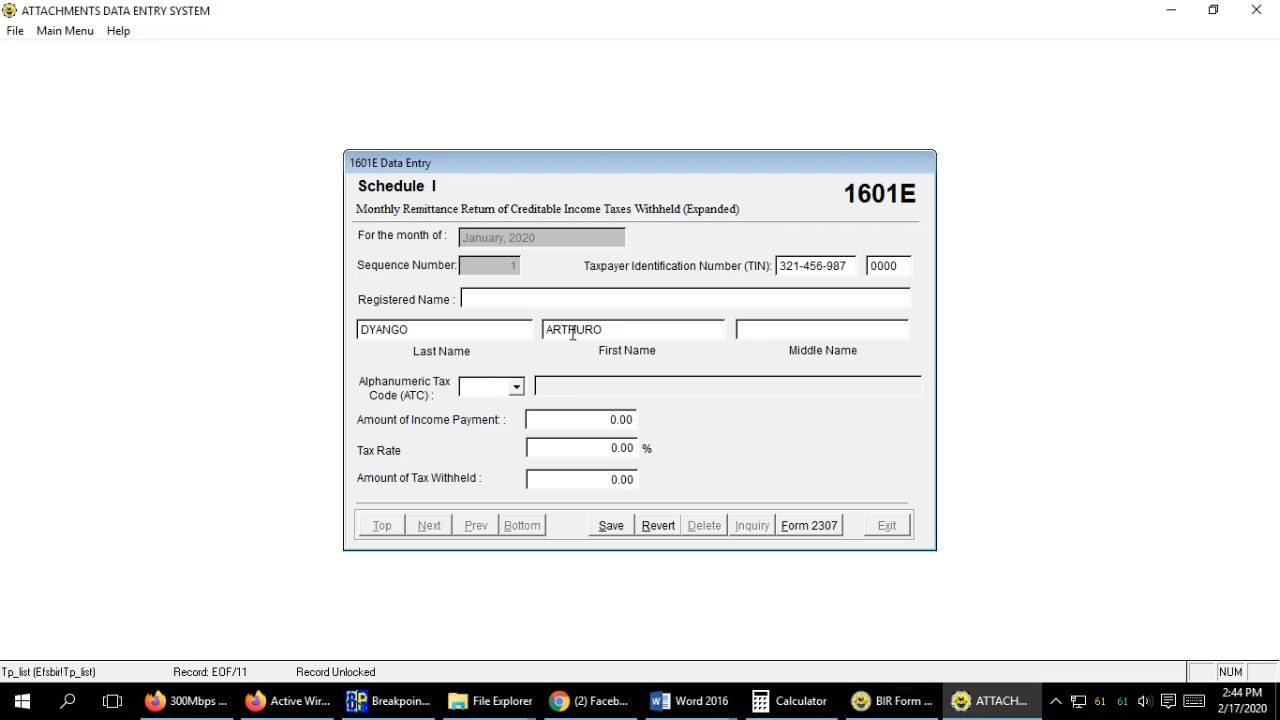 ATTACHMENTS DATA ENTRY SYSTEM
File Main Menu Help
1601E Data Entry
Schedule I
1601E
Monthly Remittance Return of Creditable Income Taxes Withheld (Expanded)
For the month of : January, 2020
Sequence Number: 1 Taxpayer Identification Number (TIN): 321-456-987 0000
Registered Name :
DYANGO ARTHURO
Last Name First Name Middle Name
Alphanumeric Tax
Code (ATC) :
Amount of Income Payment: : 0.00
Tax Rate 0.00 %
Amount of Tax Withheld : 0.00
Top Next Prev Bottom Save Revert Delete Inquiry Form 2307 Exit
Tp_list (Efsbir!Tp_list) Record: EOF/11 Record Unlocked NUM
300Mbps ... Active Wir... Breakpoin... File Explorer (2) Faceb... Word 2016 Calculator BIR Form ... ATTACH... 61 61 2:44 PM
2/17/2020